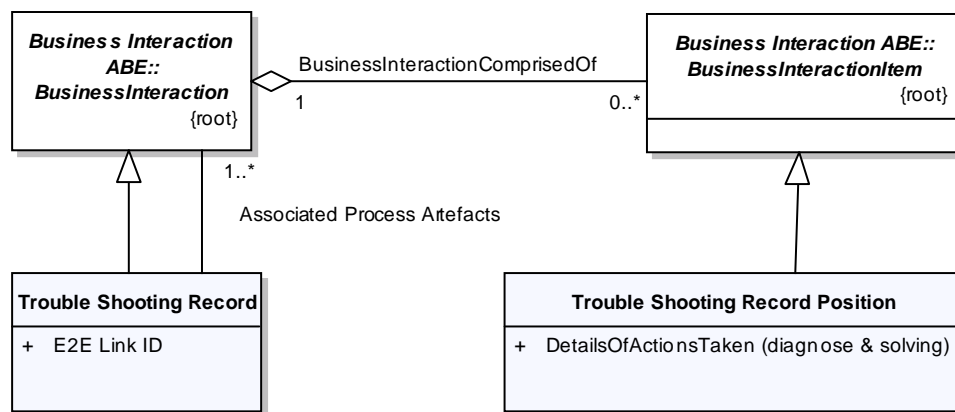 Business Interaction
ABE::
BusinessInteraction
{root}
BusinessInteractionComprisedOf
1
0..*
Business Interaction ABE::
BusinessInteractionItem
{root}
1..*
Associated Process Artefacts
Trouble Shooting Record
+ E2E Link ID
Trouble Shooting Record Position
+ DetailsOfActionsTaken (diagnose & solving)